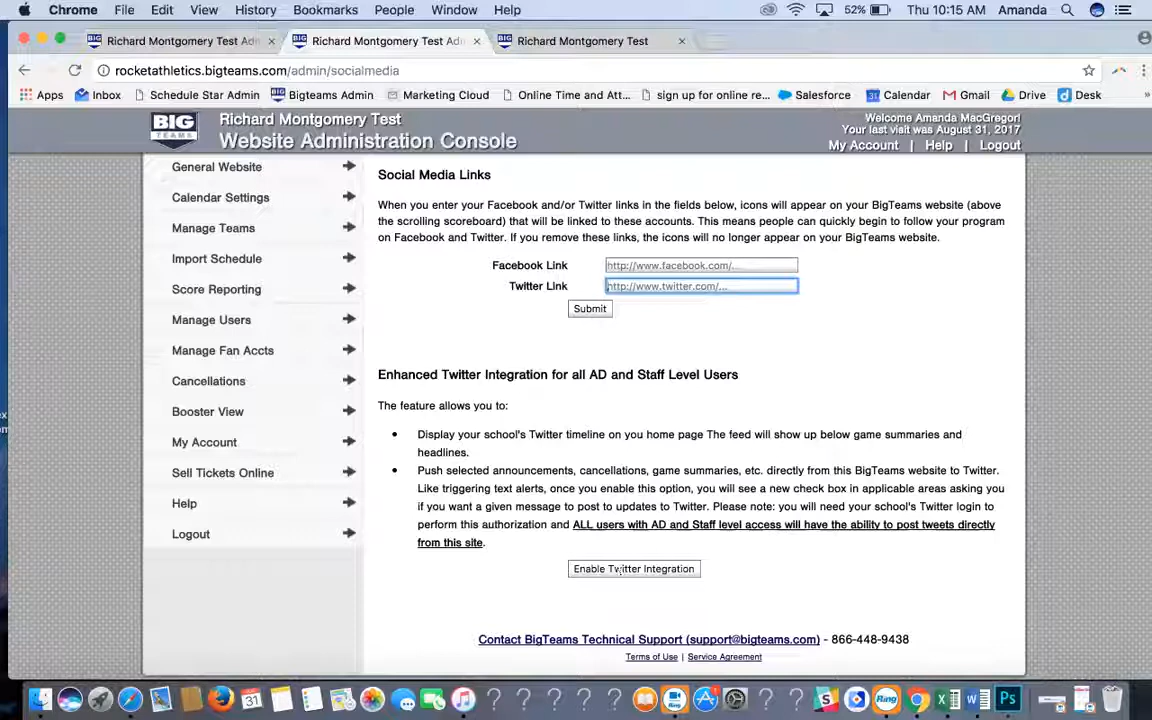 Chrome File Edit View History Bookmarks People Window Help 52% Thu 10:15 AM Amanda
Richard Montgomery Test Ad Richard Montgomery Test Ad Richard Montgomery Test
rocketathletics.bigteams.com/admin/socialmedia
Apps Inbox Schedule Star Admin Bigteams Admin Marketing Cloud Online Time and Att... sign up for online re... Salesforce Calendar Gmail Drive Desk »
BIG TEAMS
Richard Montgomery Test
Website Administration Console
Welcome Amanda MacGregor!
Your last visit was August 31, 2017
My Account | Help | Logout
General Website
Calendar Settings
Manage Teams
Import Schedule
Score Reporting
Manage Users
Manage Fan Accts
Cancellations
Booster View
My Account
Sell Tickets Online
Help
Logout
Social Media Links
When you enter your Facebook and/or Twitter links in the fields below, icons will appear on your BigTeams website (above
the scrolling scoreboard) that will be linked to these accounts. This means people can quickly begin to follow your program
on Facebook and Twitter. If you remove these links, the icons will no longer appear on your BigTeams website.
Facebook Link http://www.facebook.com/...
Twitter Link http://www.twitter.com/...
Submit
Enhanced Twitter Integration for all AD and Staff Level Users
The feature allows you to:
• Display your school's Twitter timeline on you home page The feed will show up below game summaries and
headlines.
• Push selected announcements, cancellations, game summaries, etc. directly from this BigTeams website to Twitter.
Like triggering text alerts, once you enable this option, you will see a new check box in applicable areas asking you
if you want a given message to post to updates to Twitter. Please note: you will need your school's Twitter login to
perform this authorization and ALL users with AD and Staff level access will have the ability to post tweets directly
from this site.
Enable Twitter Integration
Contact BigTeams Technical Support (support@bigteams.com) - 866-448-9438
Terms of Use | Service Agreement
31 ? ? ? ? ? Ring ? ? Ring X W Ps